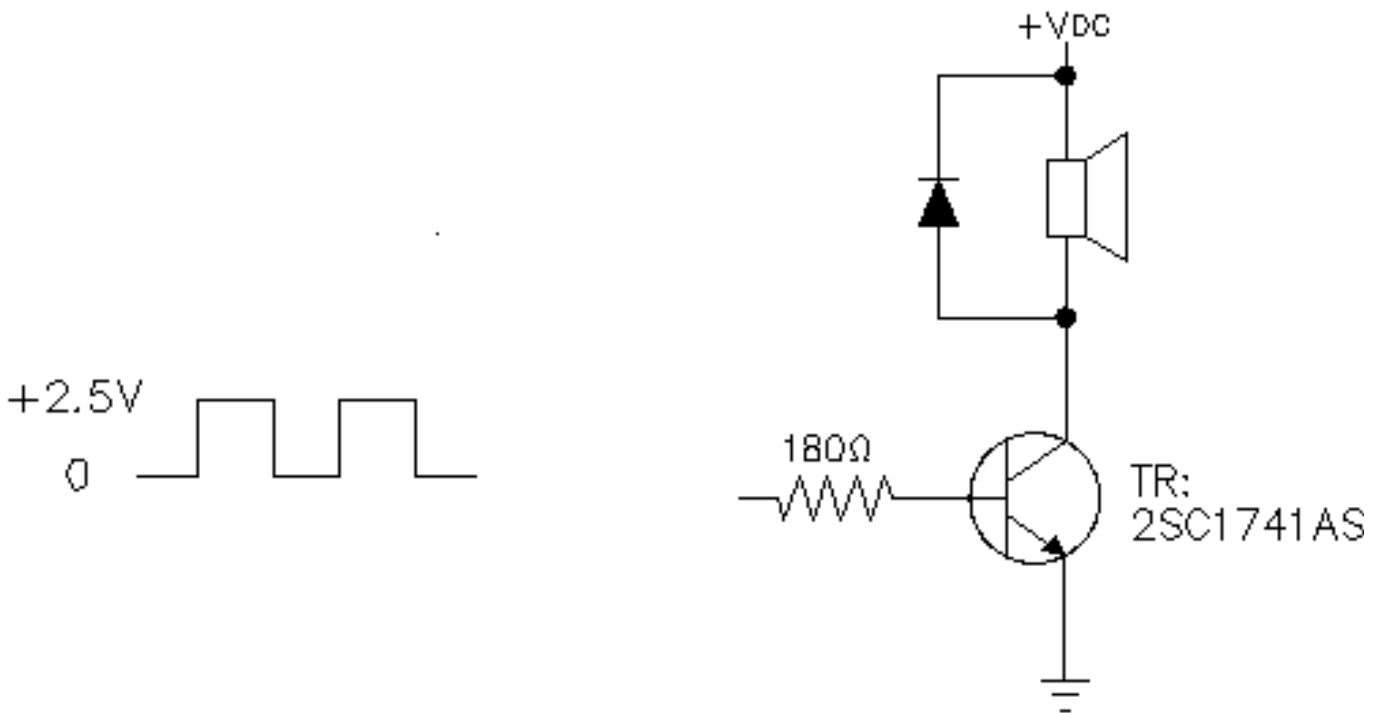 +VDC
+2.5V
0
180Ω
TR:
2SC1741AS